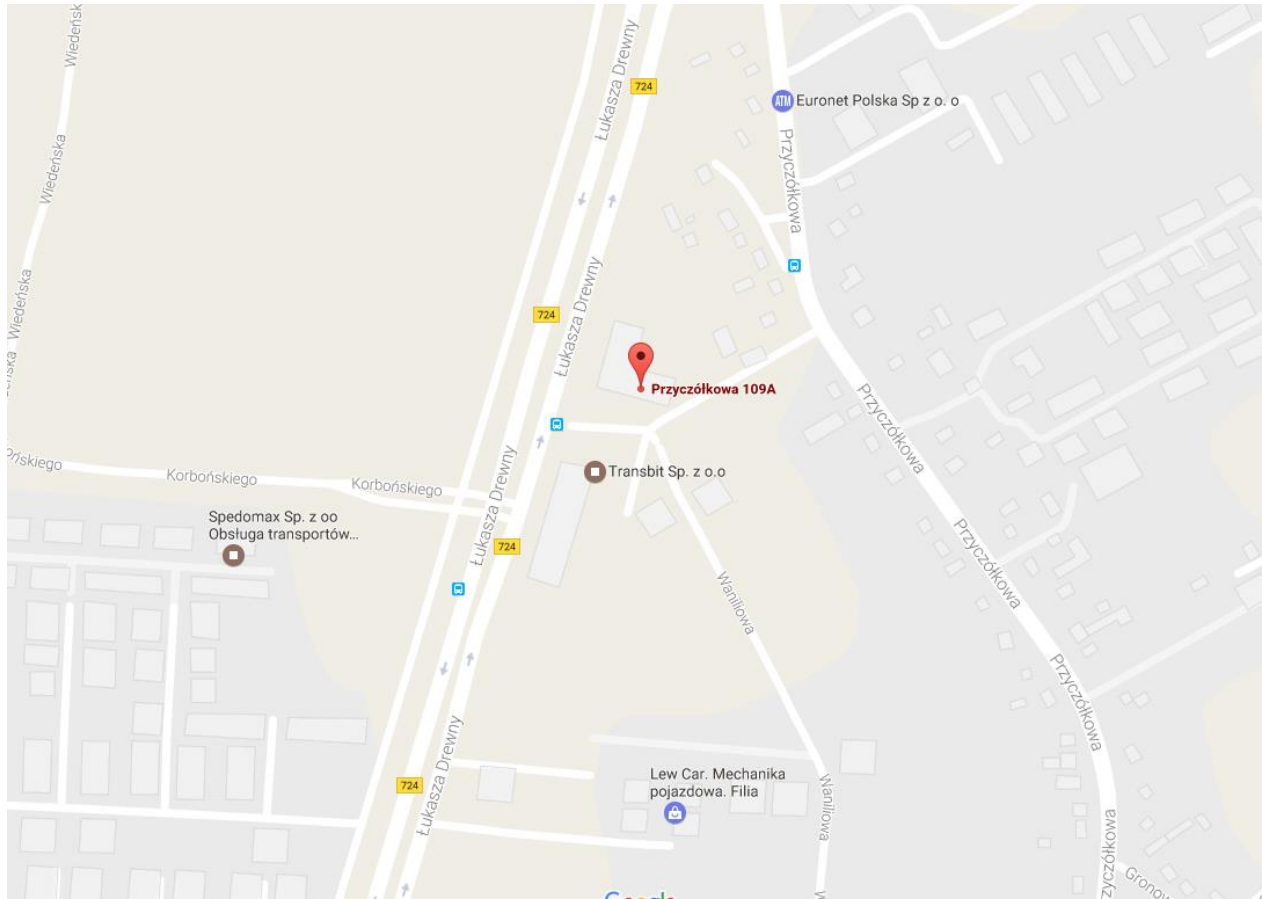 Wiedeńska
Łukasza Drewny
724
Euronet Polska Sp z o. o
Przyczółkowa
Wiedeńska
Wiedeńska
Wiedeńska
724
Łukasza Drewny
Przyczółkowa 109A
Przyczółkowa
Korbońskiego
Korbońskiego
Transbit Sp. z o.o
Spedomax Sp. z oo
Obsługa transportów...
Łukasza Drewny
724
Przyczółkowa
Waniliowa
Przyczółkowa
Łukasza Drewny
724
Lew Car. Mechanika
pojazdowa. Filia
Waniliowa
Przyczółkowa
Google